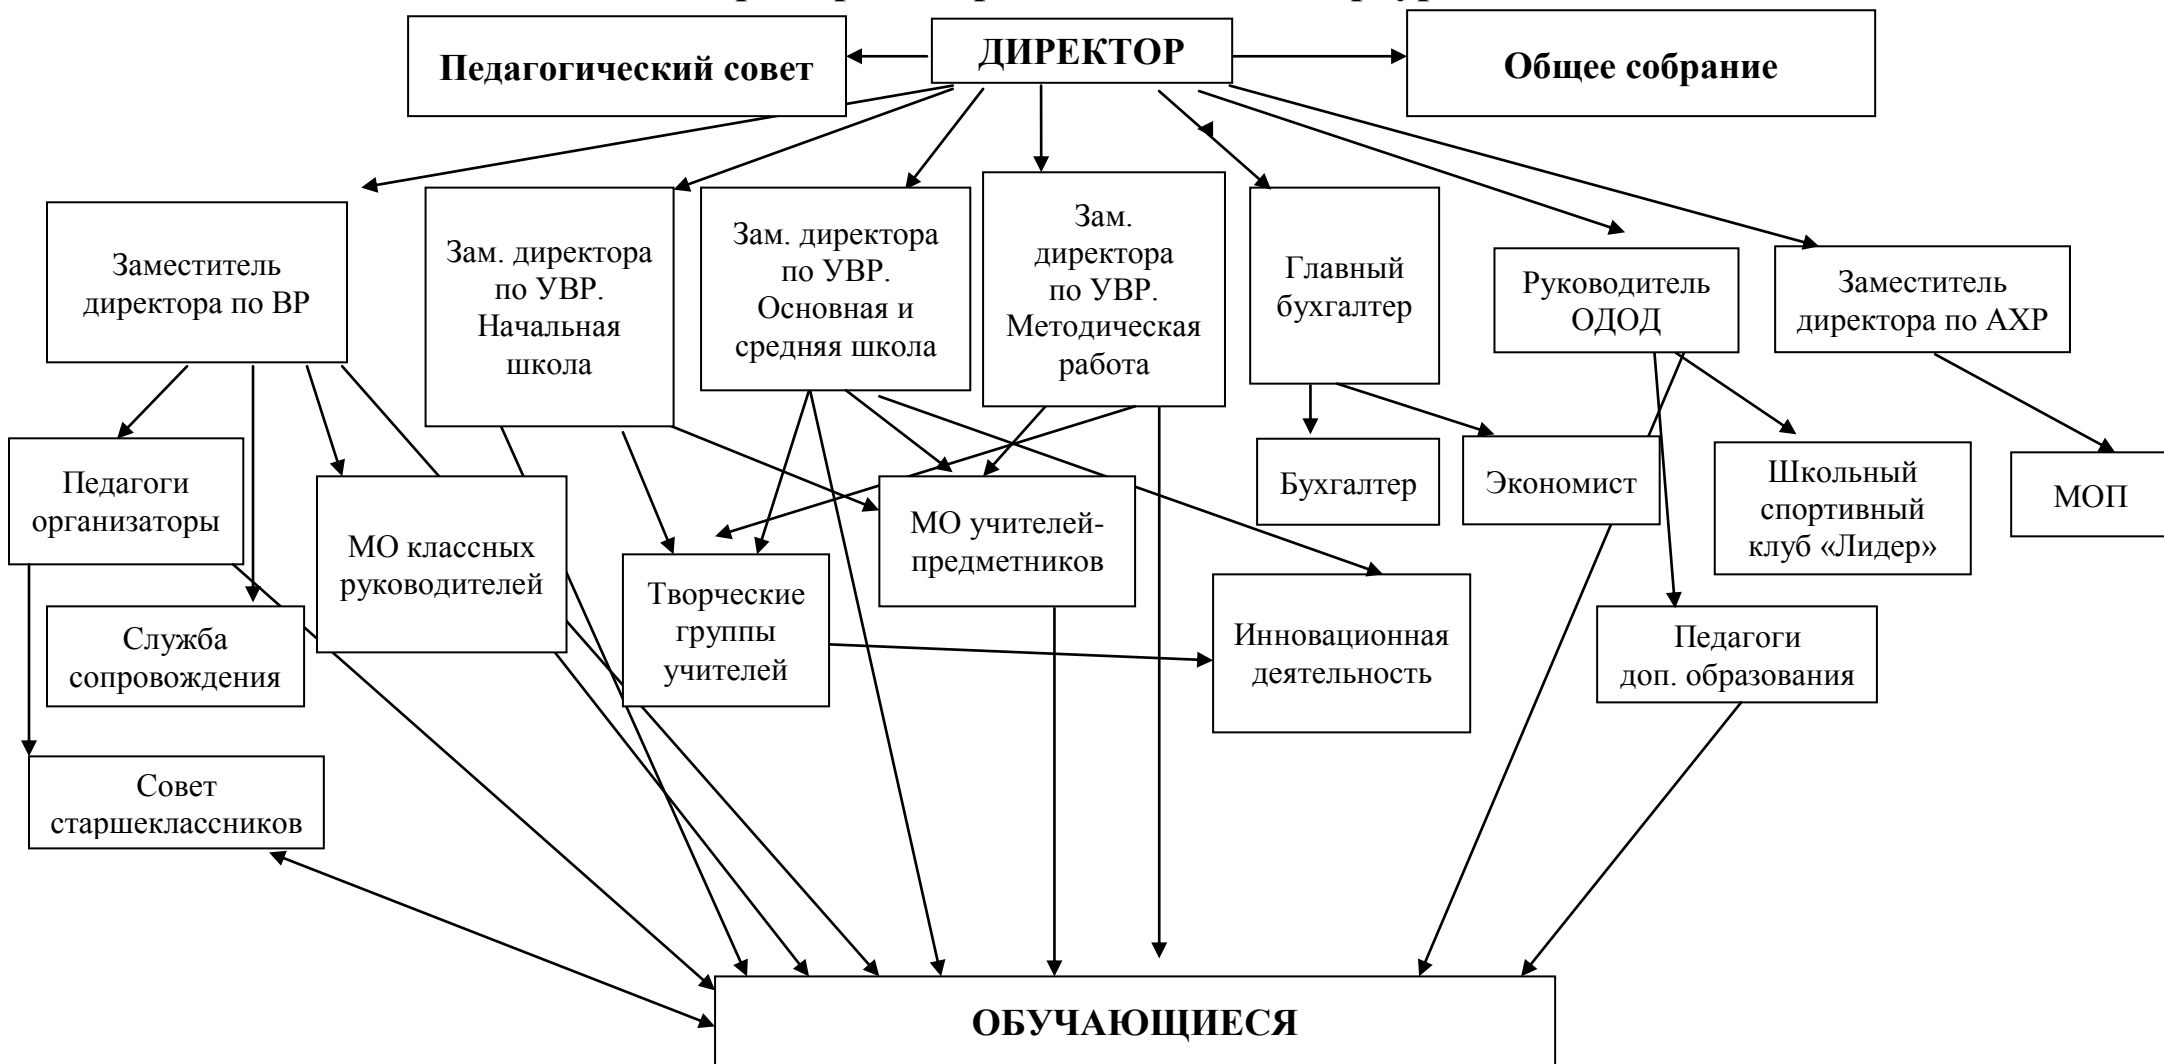 Педагогический совет
ДИРЕКТОР
Общее собрание
Заместитель
директора по ВР
Зам. директора
по УВР.
Начальная
школа
Зам. директора
по УВР.
Основная и
средняя школа
Зам.
директора
по УВР.
Методическая
работа
Главный
бухгалтер
Руководитель
ОДОД
Заместитель
директора по АХР
Педагоги
организаторы
МО классных
руководителей
МО учителей-
предметников
Бухгалтер
Экономист
Школьный
спортивный
клуб «Лидер»
МОП
Служба
сопровождения
Творческие
группы
учителей
Инновационная
деятельность
Педагоги
доп. образования
Совет
старшеклассников
ОБУЧАЮЩИЕСЯ